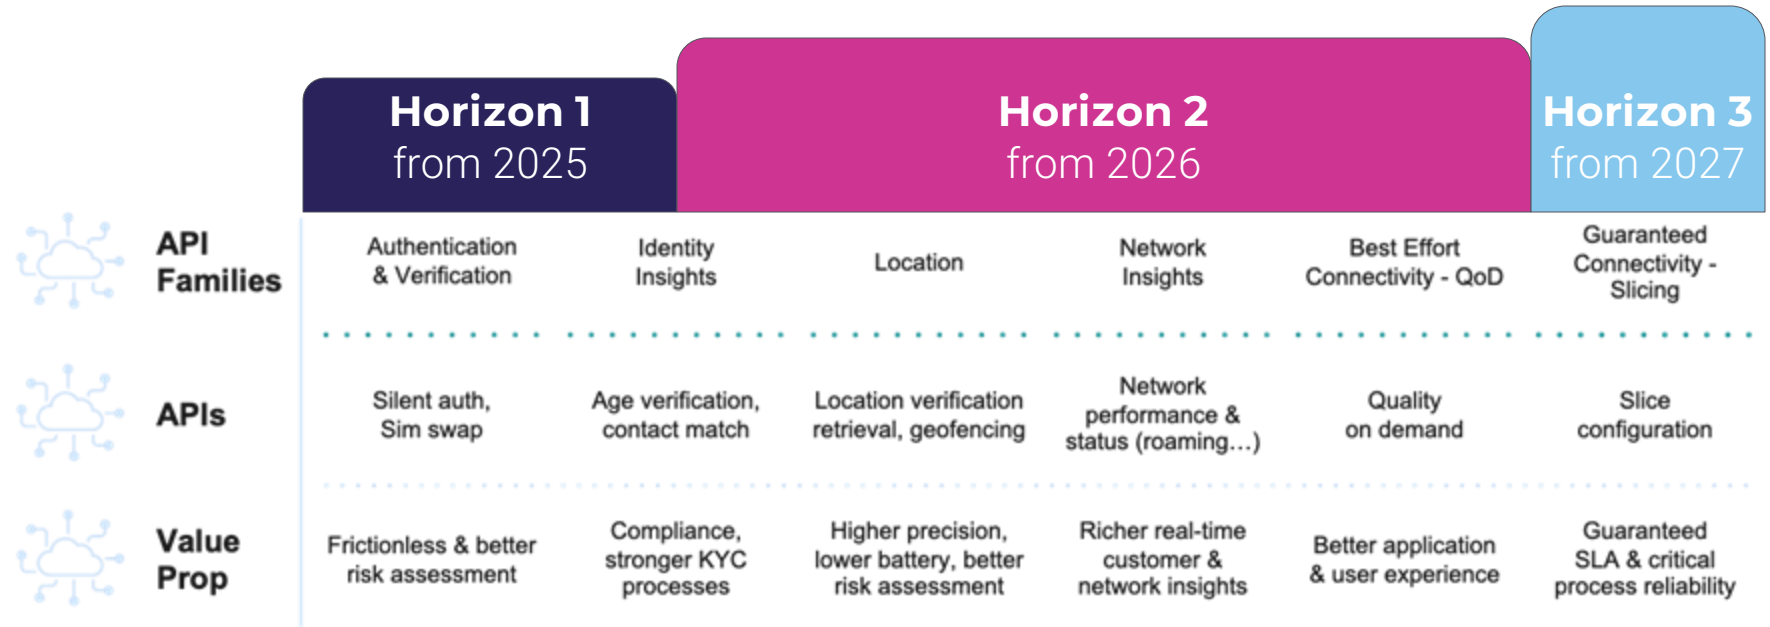 Horizon 1
from 2025
Horizon 2
from 2026
Horizon 3
from 2027
API
Families
Authentication
& Verification
Identity
Insights
Location
Network
Insights
Best Effort
Connectivity - QoD
Guaranteed
Connectivity -
Slicing
APIs
Silent auth,
Sim swap
Age verification,
contact match
Location verification
retrieval, geofencing
Network
performance &
status (roaming...)
Quality
on demand
Slice
configuration
Value
Prop
Frictionless & better
risk assessment
Compliance,
stronger KYC
processes
Higher precision,
lower battery, better
risk assessment
Richer real-time
customer &
network insights
Better application
& user experience
Guaranteed
SLA & critical
process reliability